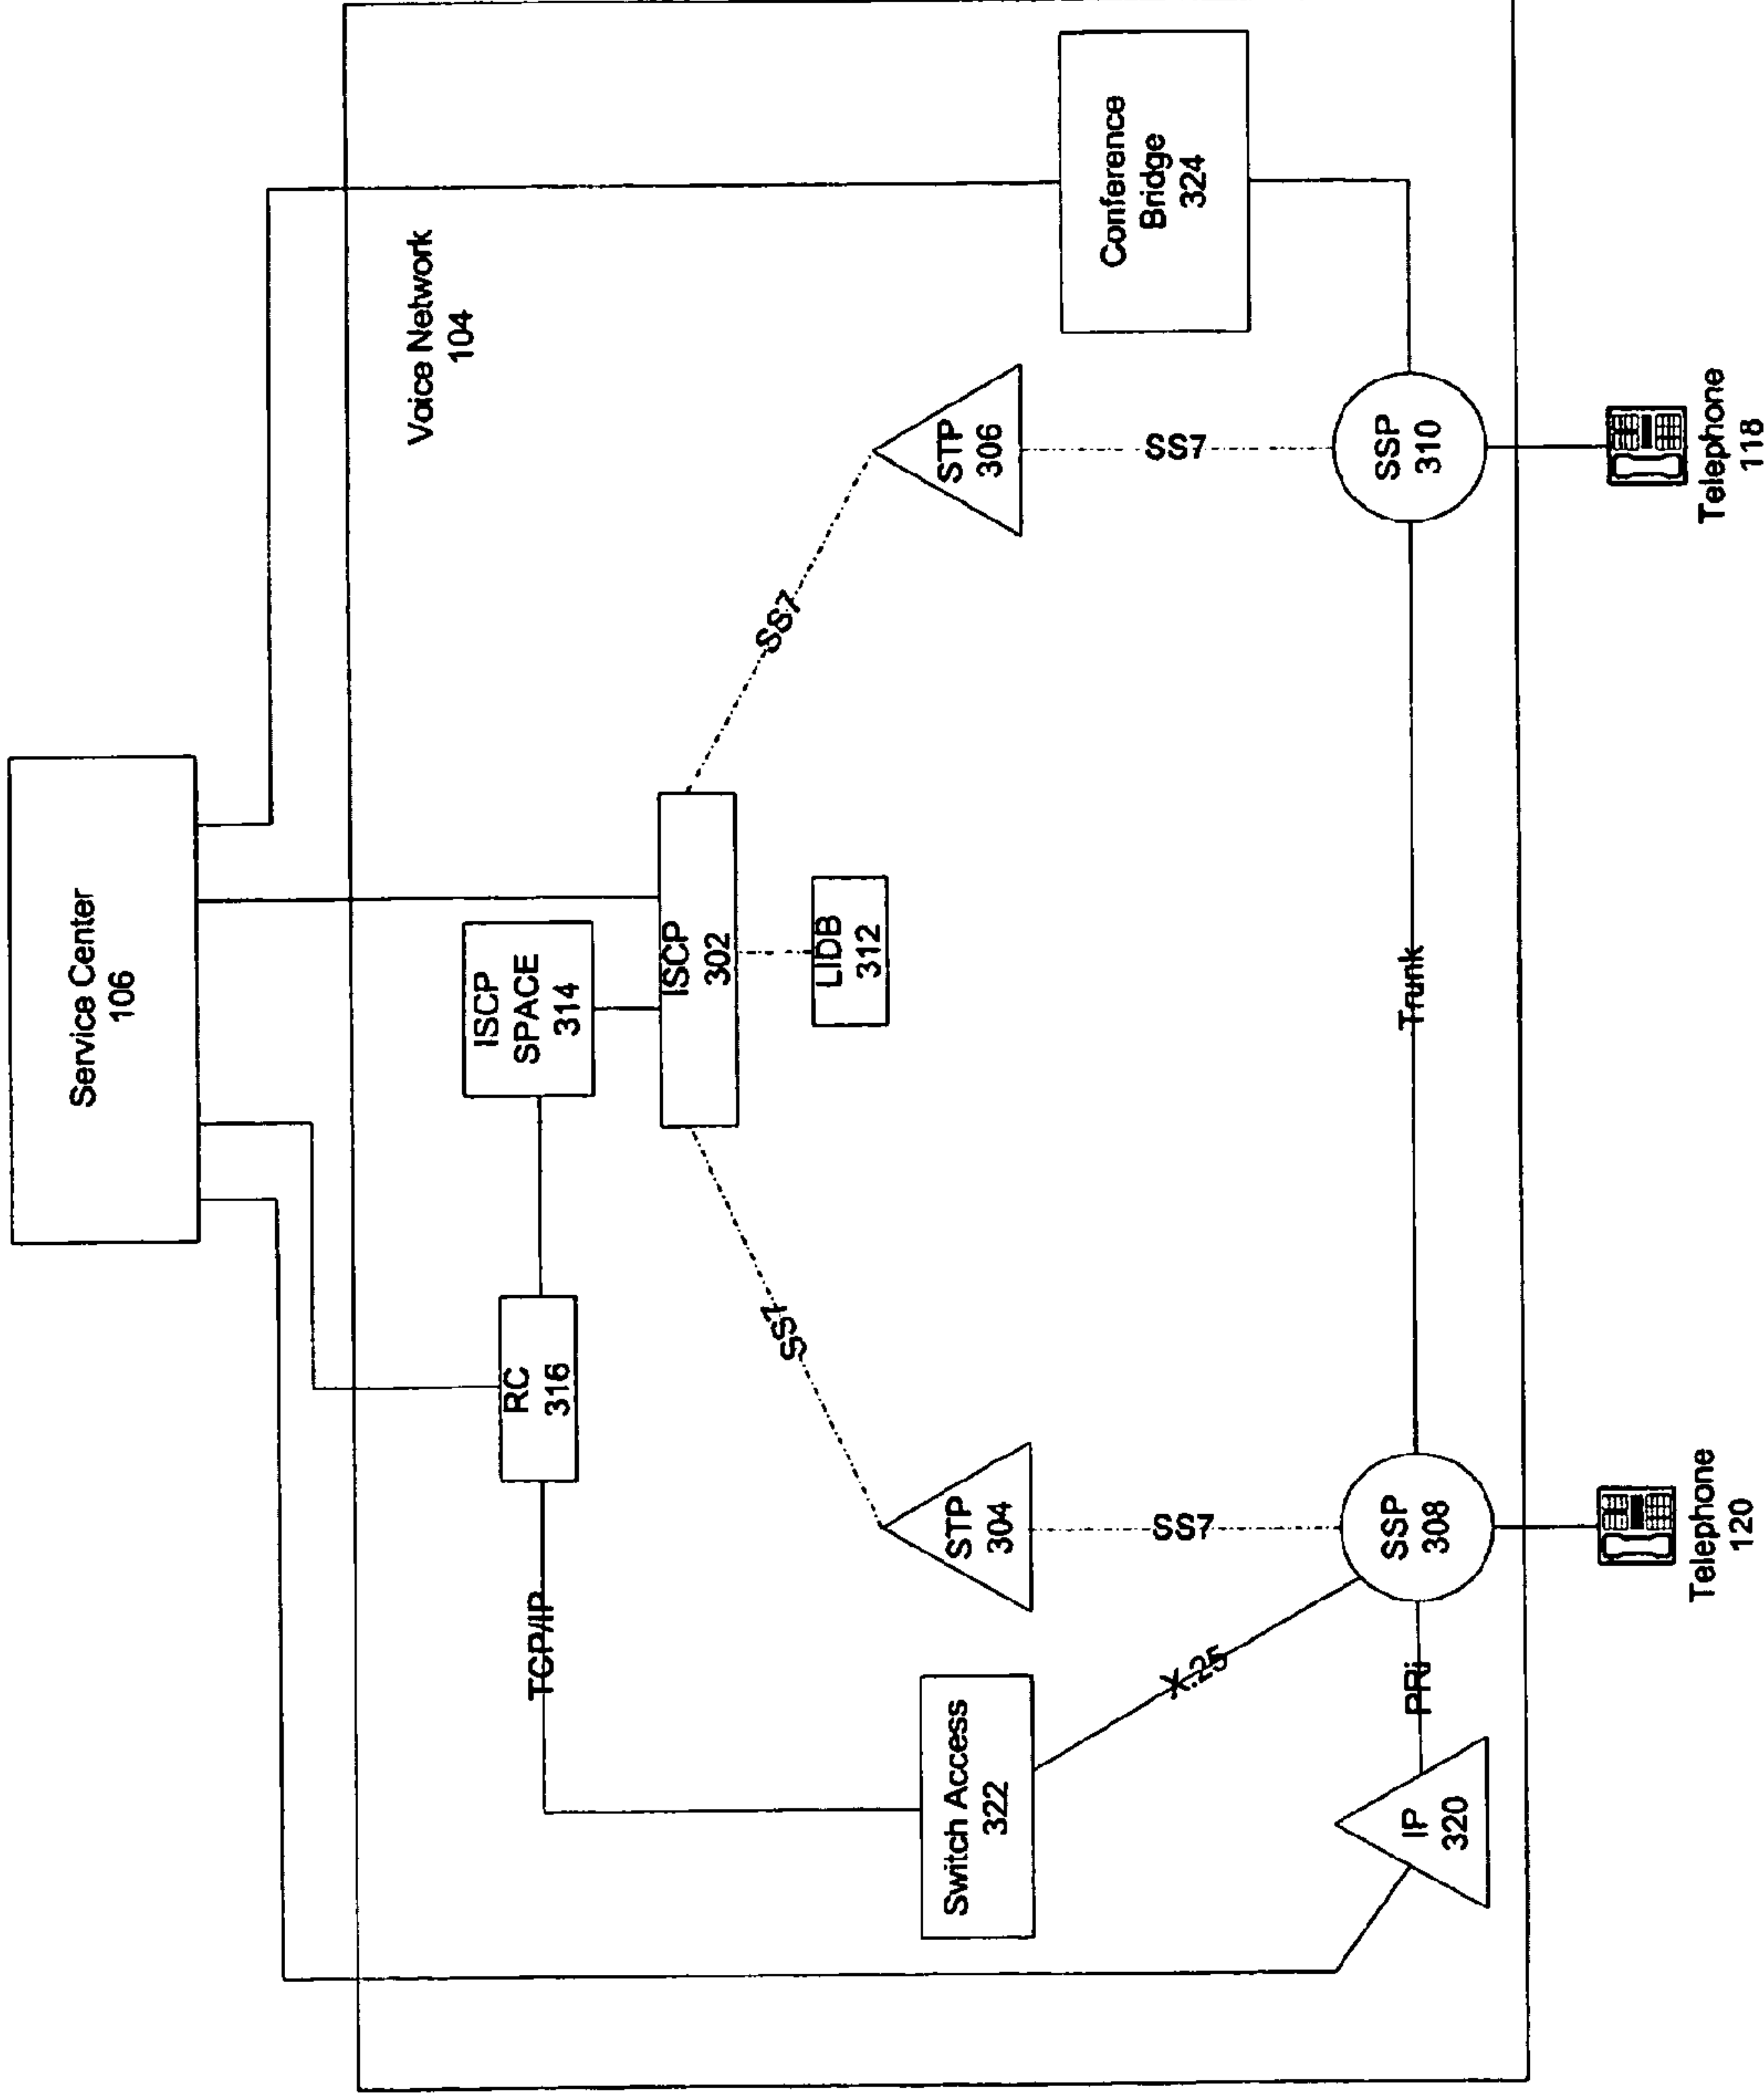 Service Center
106
Voice Network
104
ISCP
SPACE
314
RC
316
TCP/IP
ISCP
302
LIDB
312
SS7
SS7
STP
304
STP
306
Switch Access
322
Conference
Bridge
324
SS7
SS7
X.25
IP
320
PRI
SSP
308
Trunk
SSP
310
Telephone
120
Telephone
118